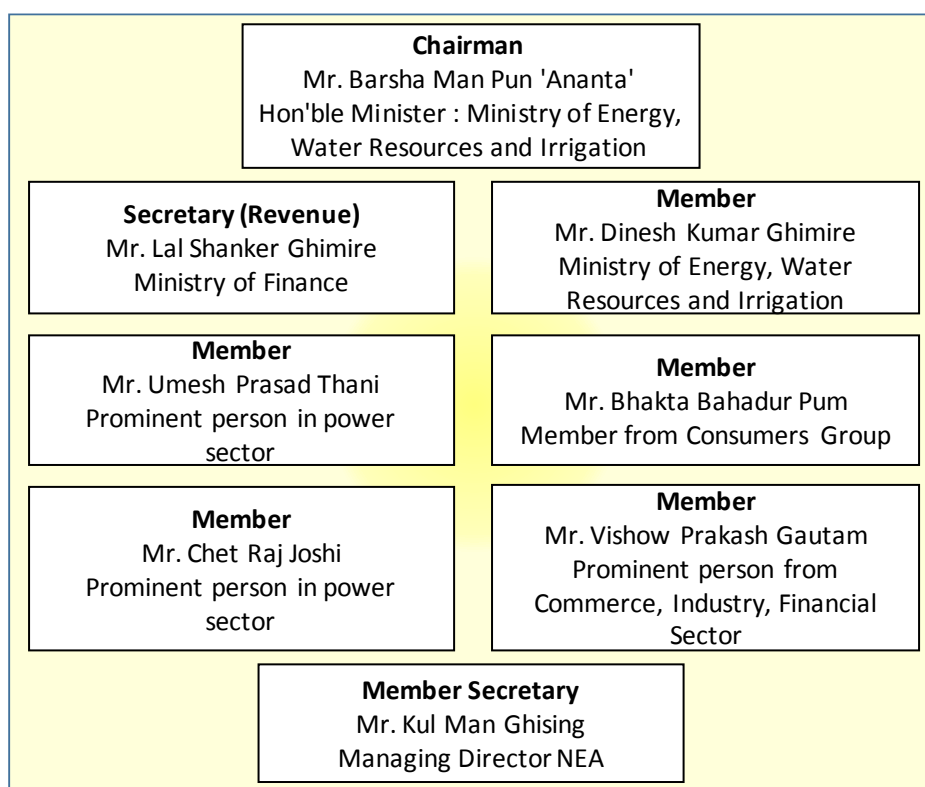 Chairman
Mr. Barsha Man Pun 'Ananta'
Hon'ble Minister : Ministry of Energy,
Water Resources and Irrigation
Secretary (Revenue)
Mr. Lal Shanker Ghimire
Ministry of Finance
Member
Mr. Dinesh Kumar Ghimire
Ministry of Energy, Water
Resources and Irrigation
Member
Mr. Umesh Prasad Thani
Prominent person in power
sector
Member
Mr. Bhakta Bahadur Pum
Member from Consumers Group
Member
Mr. Chet Raj Joshi
Prominent person in power
sector
Member
Mr. Vishow Prakash Gautam
Prominent person from
Commerce, Industry, Financial
Sector
Member Secretary
Mr. Kul Man Ghising
Managing Director NEA